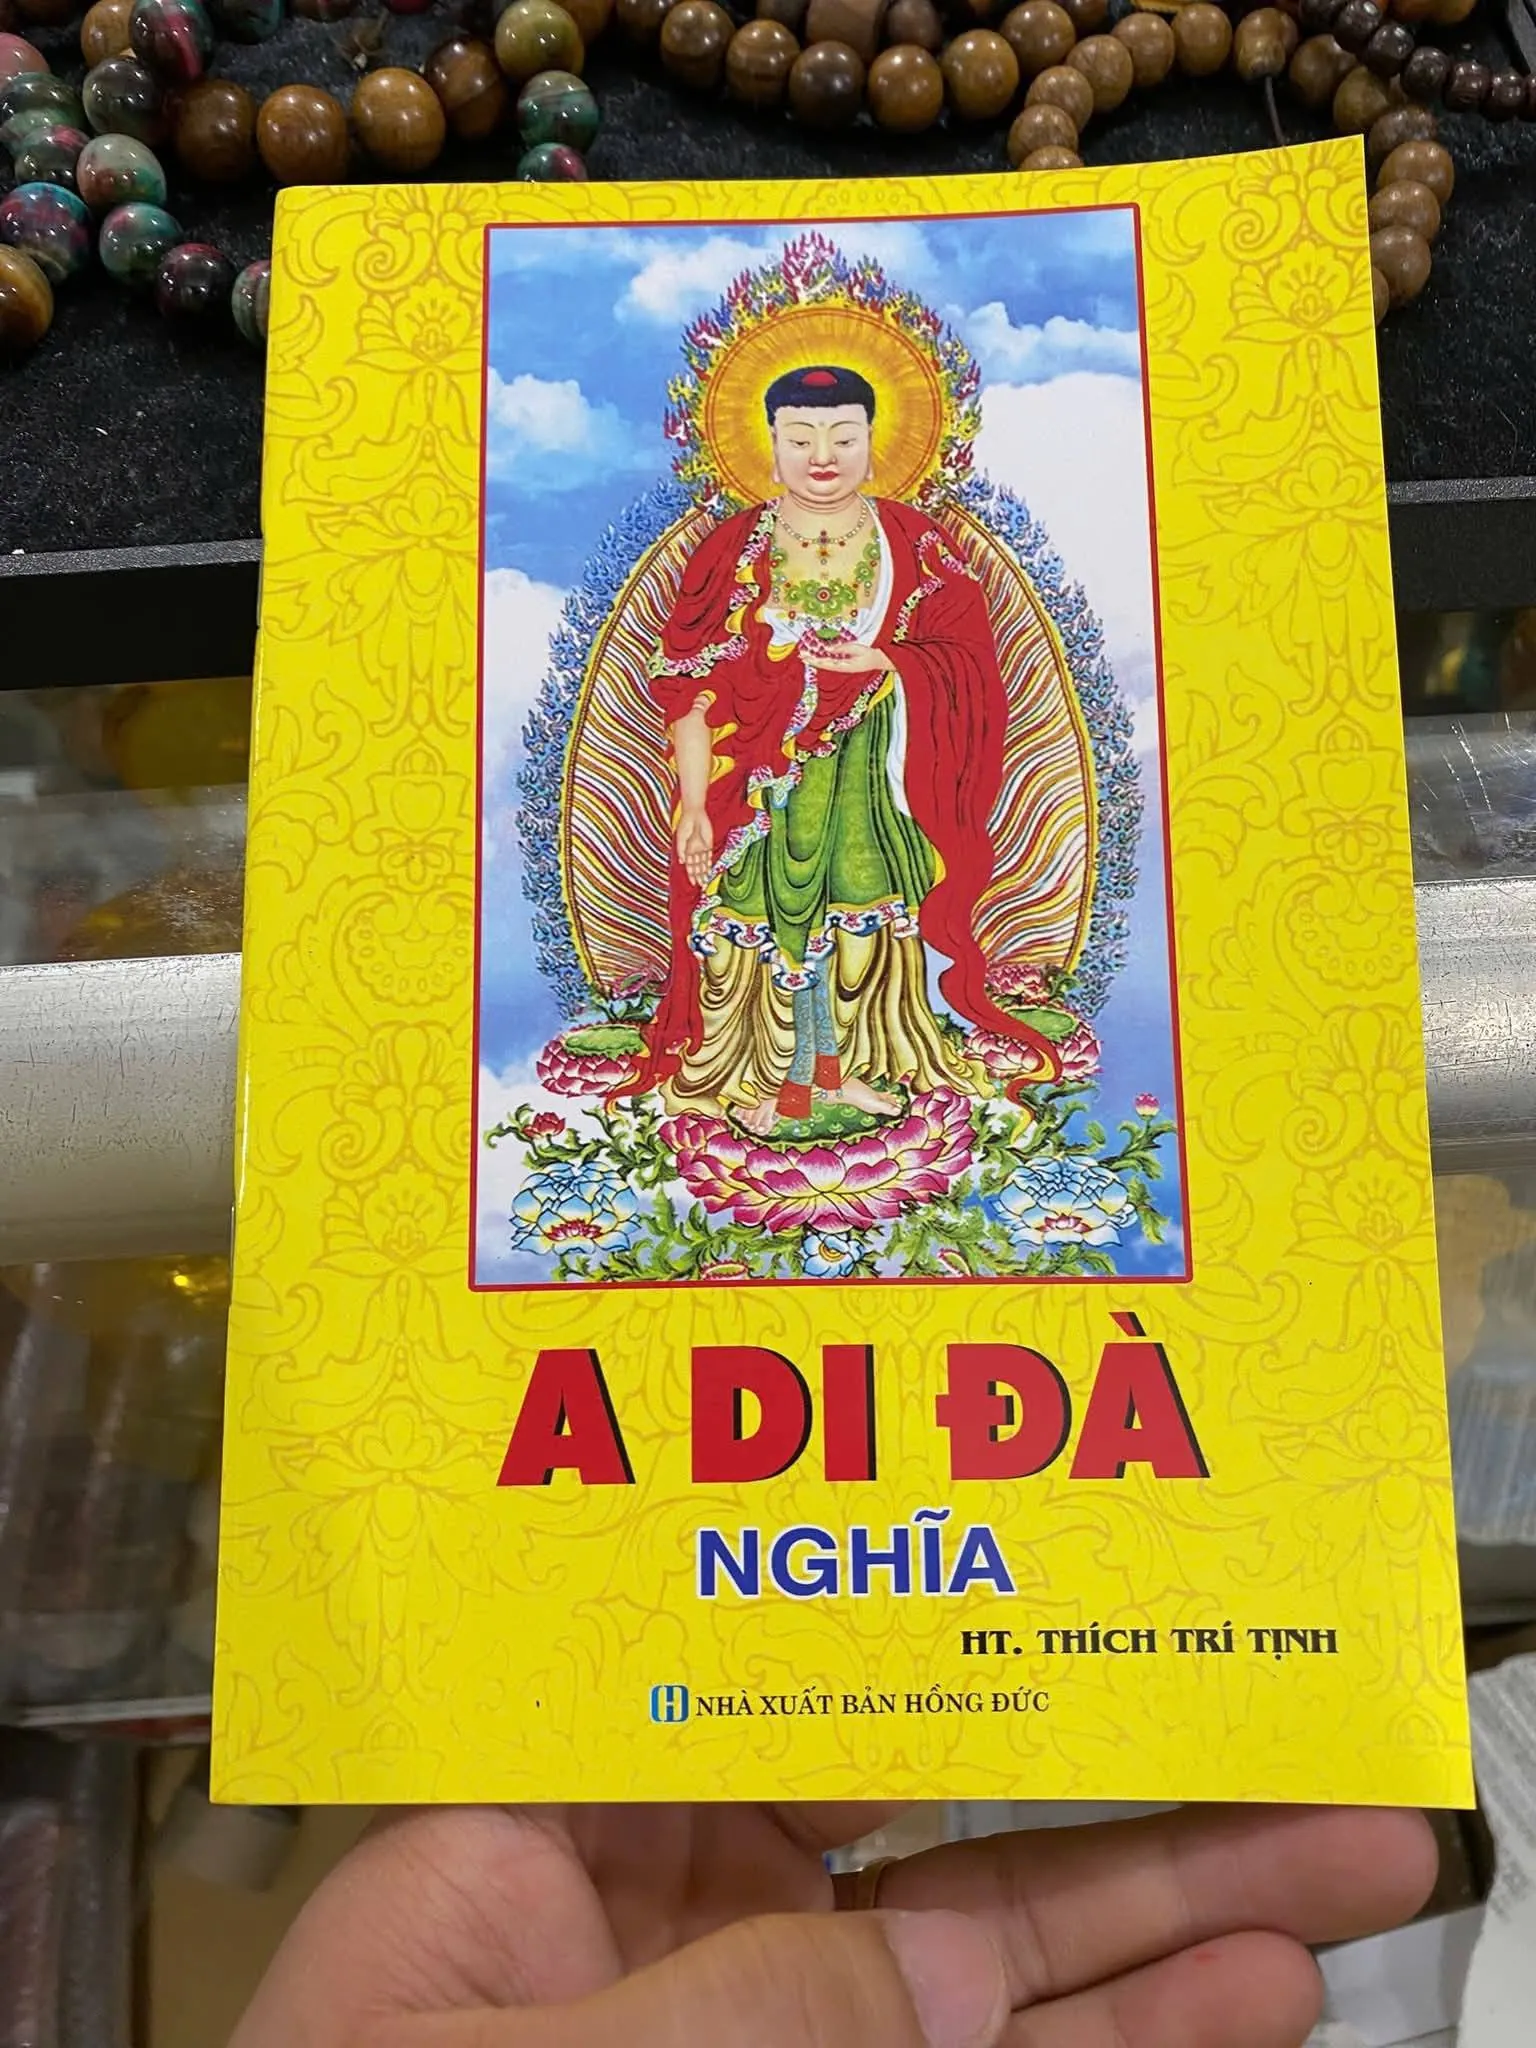 A DI ĐÀ
NGHĨA
HT. THÍCH TRÍ TỊNH
NHÀ XUẤT BẢN HỒNG ĐỨC